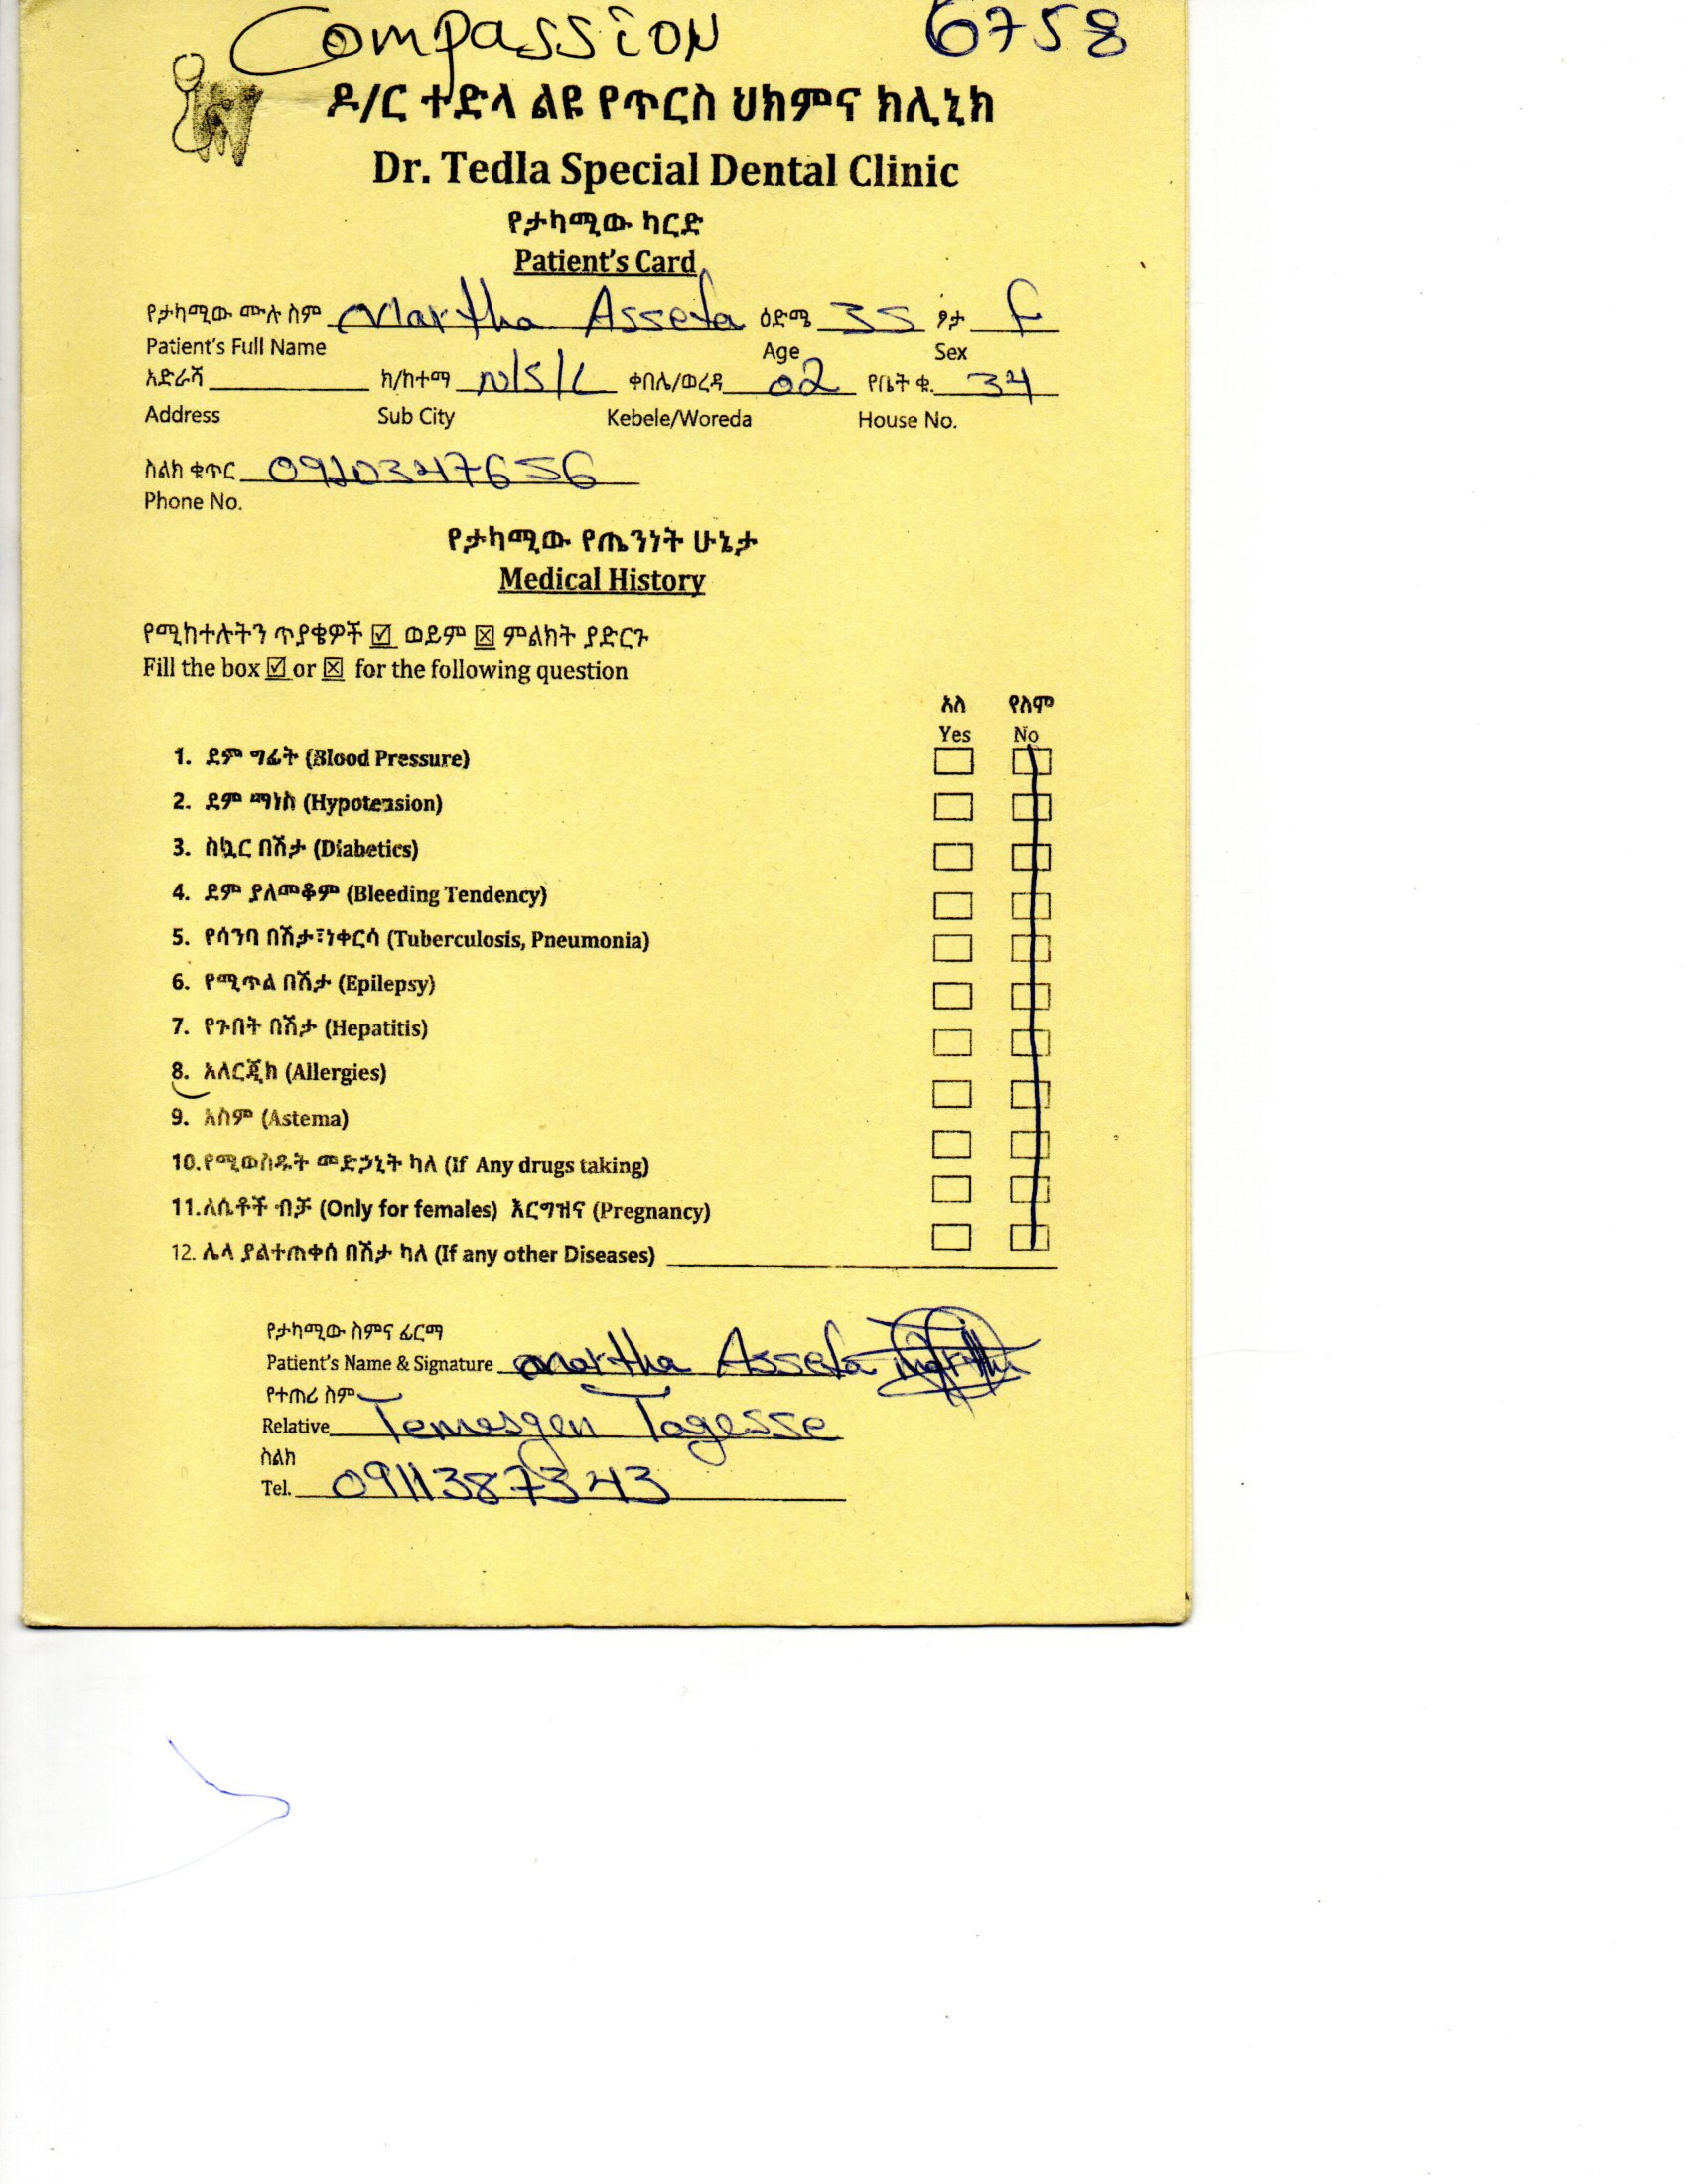 Compassion 6758
ዶ/ር ተድላ ልዩ የጥርስ ህክምና ክሊኒክ
Dr. Tedla Special Dental Clinic
የታካሚው ካርድ
Patient's Card
የታካሚው ሙሉ ስም Martha Assefa ዕድሜ 35 ፆታ F
Patient's Full Name Age Sex
አድራሻ ክ/ከተማ N/S/L ቀበሌ/ወረዳ 02 የቤት ቁ. 34
Address Sub City Kebele/Woreda House No.
ስልክ ቁጥር 0920347656
Phone No.
የታካሚው የጤንነት ሁኔታ
Medical History
የሚከተሉትን ጥያቄዎች ☑ ወይም ☒ ምልክት ያድርጉ
Fill the box ☑ or ☒ for the following question
አለ የለም
Yes No
1. ደም ግፊት (Blood Pressure)
2. ደም ማነስ (Hypotension)
3. ስኳር በሽታ (Diabetics)
4. ደም ያለመቆም (Bleeding Tendency)
5. የሳንባ በሽታ፣ነቀርሳ (Tuberculosis, Pneumonia)
6. የሚጥል በሽታ (Epilepsy)
7. የጉበት በሽታ (Hepatitis)
8. አለርጂክ (Allergies)
9. አስም (Astema)
10.የሚወስዱት መድኃኒት ካለ (If Any drugs taking)
11.ለሴቶች ብቻ (Only for females) እርግዝና (Pregnancy)
12. ሌላ ያልተጠቀሰ በሽታ ካለ (If any other Diseases)
የታካሚው ስምና ፊርማ
Patient's Name & Signature Martha Assefa
የተጠሪ ስም
Relative Temesgen Tagesse
ስልክ
Tel. 0911387343